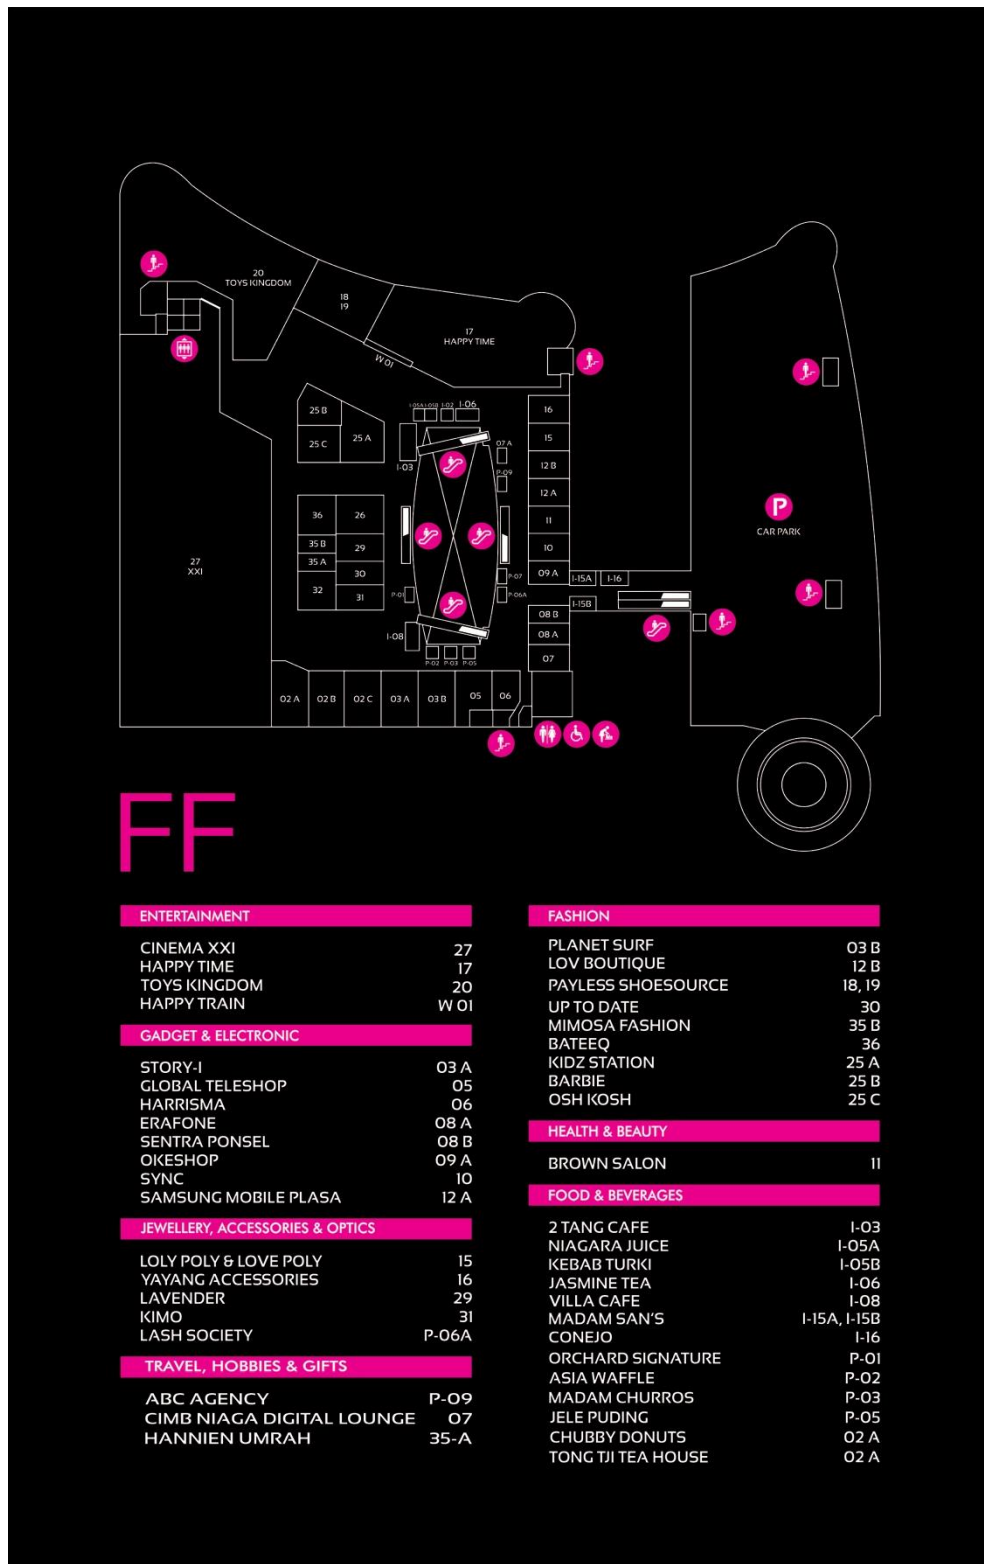 20
TOYS KINGDOM
18
19
17
HAPPY TIME
W 01
I-05A I-05B I-02 I-06
25 B
25 C
25 A
I-03
07 A
P-09
16
15
12 B
12 A
11
10
09 A
36
26
35 B
29
35 A
30
32
31
27
XXI
P
CAR PARK
P-07
P-01
P-06A
I-15A
I-16
I-15B
08 B
08 A
07
I-08
P-02 P-03 P-05
02 A
02 B
02 C
03 A
03 B
05
06
FF
ENTERTAINMENT
CINEMA XXI 27
HAPPY TIME 17
TOYS KINGDOM 20
HAPPY TRAIN W 01
GADGET & ELECTRONIC
STORY-I 03 A
GLOBAL TELESHOP 05
HARRISMA 06
ERAFONE 08 A
SENTRA PONSEL 08 B
OKESHOP 09 A
SYNC 10
SAMSUNG MOBILE PLASA 12 A
JEWELLERY, ACCESSORIES & OPTICS
LOLY POLY & LOVE POLY 15
YAYANG ACCESSORIES 16
LAVENDER 29
KIMO 31
LASH SOCIETY P-06A
TRAVEL, HOBBIES & GIFTS
ABC AGENCY P-09
CIMB NIAGA DIGITAL LOUNGE 07
HANNIEN UMRAH 35-A
FASHION
PLANET SURF 03 B
LOV BOUTIQUE 12 B
PAYLESS SHOESOURCE 18, 19
UP TO DATE 30
MIMOSA FASHION 35 B
BATEEQ 36
KIDZ STATION 25 A
BARBIE 25 B
OSH KOSH 25 C
HEALTH & BEAUTY
BROWN SALON 11
FOOD & BEVERAGES
2 TANG CAFE I-03
NIAGARA JUICE I-05A
KEBAB TURKI I-05B
JASMINE TEA I-06
VILLA CAFE I-08
MADAM SAN'S I-15A, I-15B
CONEJO I-16
ORCHARD SIGNATURE P-01
ASIA WAFFLE P-02
MADAM CHURROS P-03
JELE PUDING P-05
CHUBBY DONUTS 02 A
TONG TJI TEA HOUSE 02 A